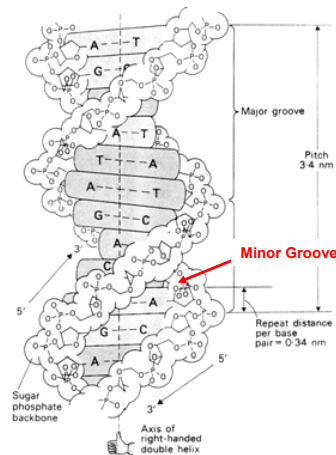 A T
G C
A T
T A
A T
G C
A
C
A
G C
A
Major groove
Pitch
3·4 nm
Minor Groove
Repeat distance
per base
pair = 0·34 nm
3'
5'
5'
3'
Sugar
phosphate
backbone
Axis of
right-handed
double helix